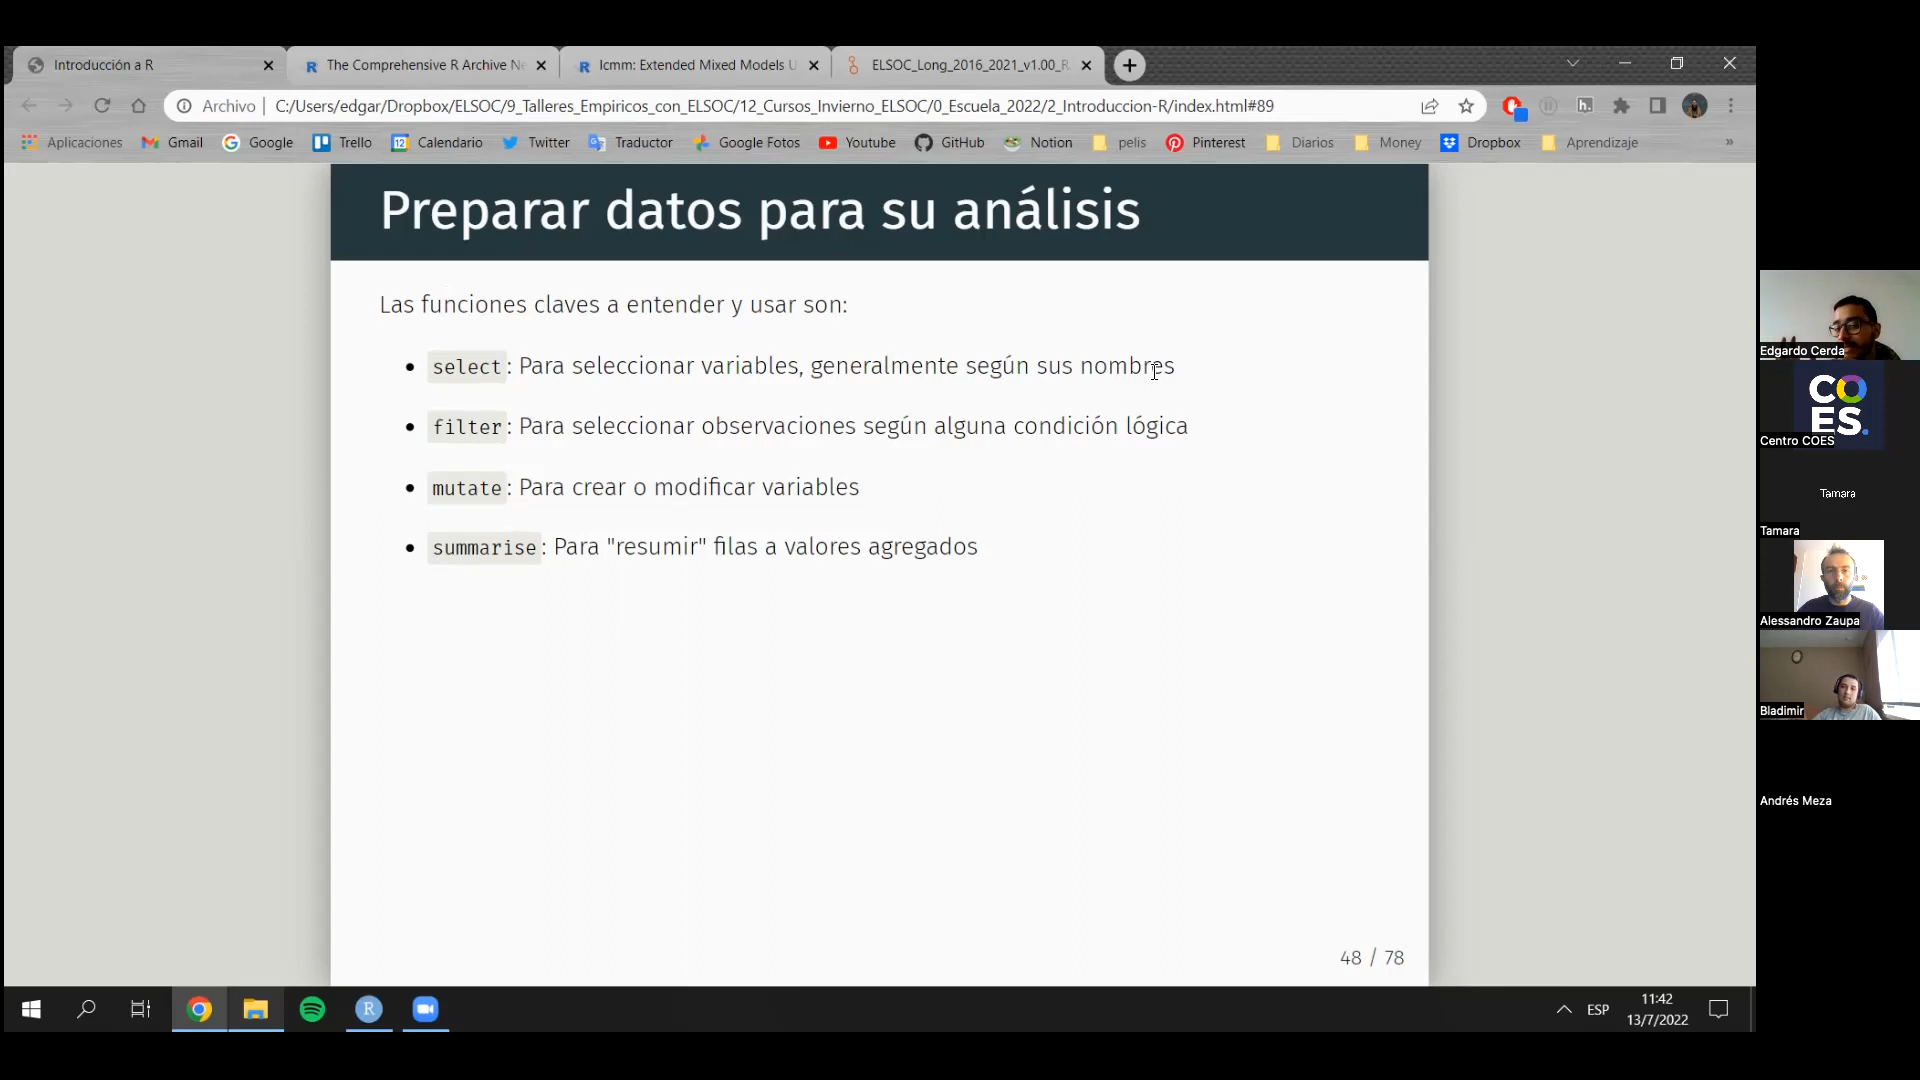 Introducción a R
The Comprehensive R Archive Ne
lcmm: Extended Mixed Models U
ELSOC_Long_2016_2021_v1.00_R
Archivo
C:/Users/edgar/Dropbox/ELSOC/9_Talleres_Empiricos_con_ELSOC/12_Cursos_Invierno_ELSOC/0_Escuela_2022/2_Introduccion-R/index.html#89
Aplicaciones
Gmail
Google
Trello
Calendario
Twitter
Traductor
Google Fotos
Youtube
GitHub
Notion
pelis
Pinterest
Diarios
Money
Dropbox
Aprendizaje
»
Preparar datos para su análisis
Las funciones claves a entender y usar son:
• select: Para seleccionar variables, generalmente según sus nombres
• filter: Para seleccionar observaciones según alguna condición lógica
• mutate: Para crear o modificar variables
• summarise: Para "resumir" filas a valores agregados
48 / 78
Edgardo Cerda
COES.
Centro COES
Tamara
Tamara
Alessandro Zaupa
Bladimir
Andrés Meza
ESP
11:42
13/7/2022